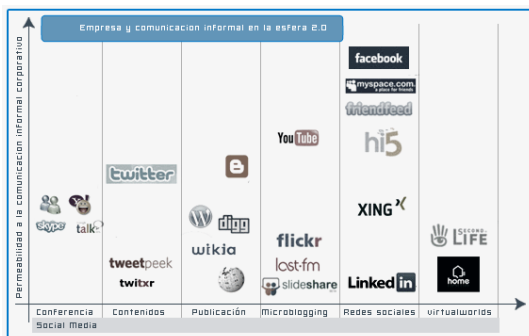 Empresa y comunicacion informal en la esfera 2.0
Permeabilidad a la comunicacion informal corporativo
facebook
myspace.com
a place for friends
friendfeed
YouTube
hi5
twitter
XING
skype
talk
digg
SECOND
LIFE
flickr
wikia
last·fm
tweetpeek
home
twitxr
slideshare
Linked in
Conferencia
Contenidos
Publicación
Microblogging
Redes sociales
virtualworlds
Social Media